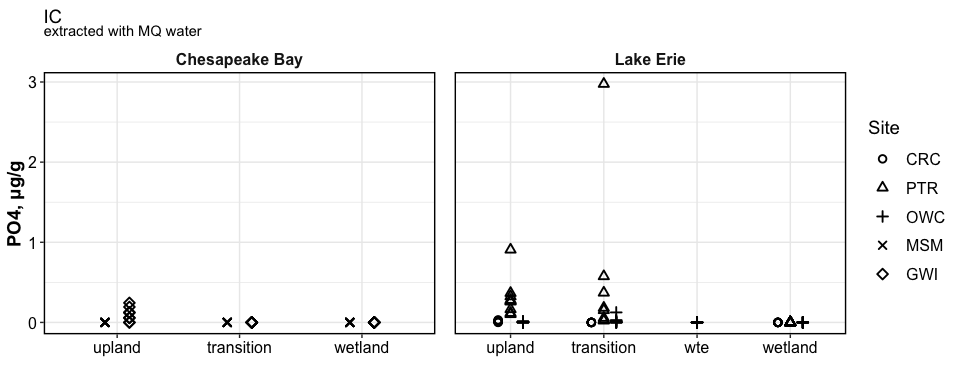 IC
extracted with MQ water
Chesapeake Bay
Lake Erie
PO4, µg/g
3
2
1
0
upland
transition
wetland
upland
transition
wte
wetland
Site
CRC
PTR
OWC
MSM
GWI